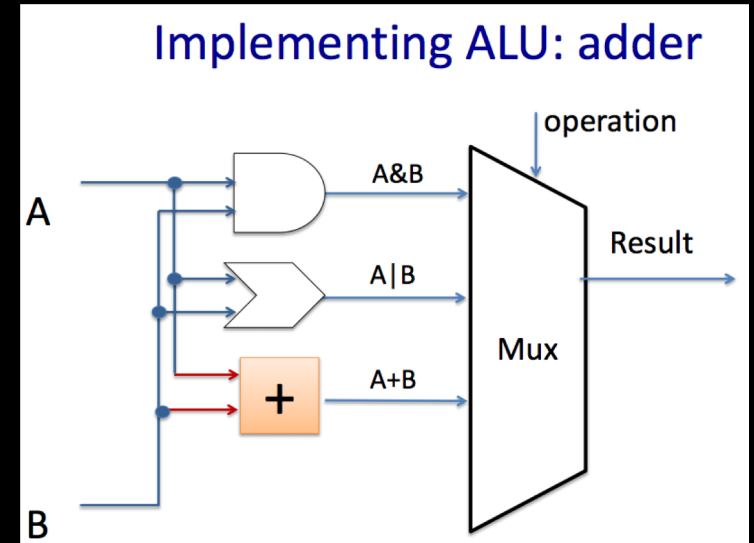 Implementing ALU: adder
operation
A&B
A
Result
A|B
Mux
A+B
+
B